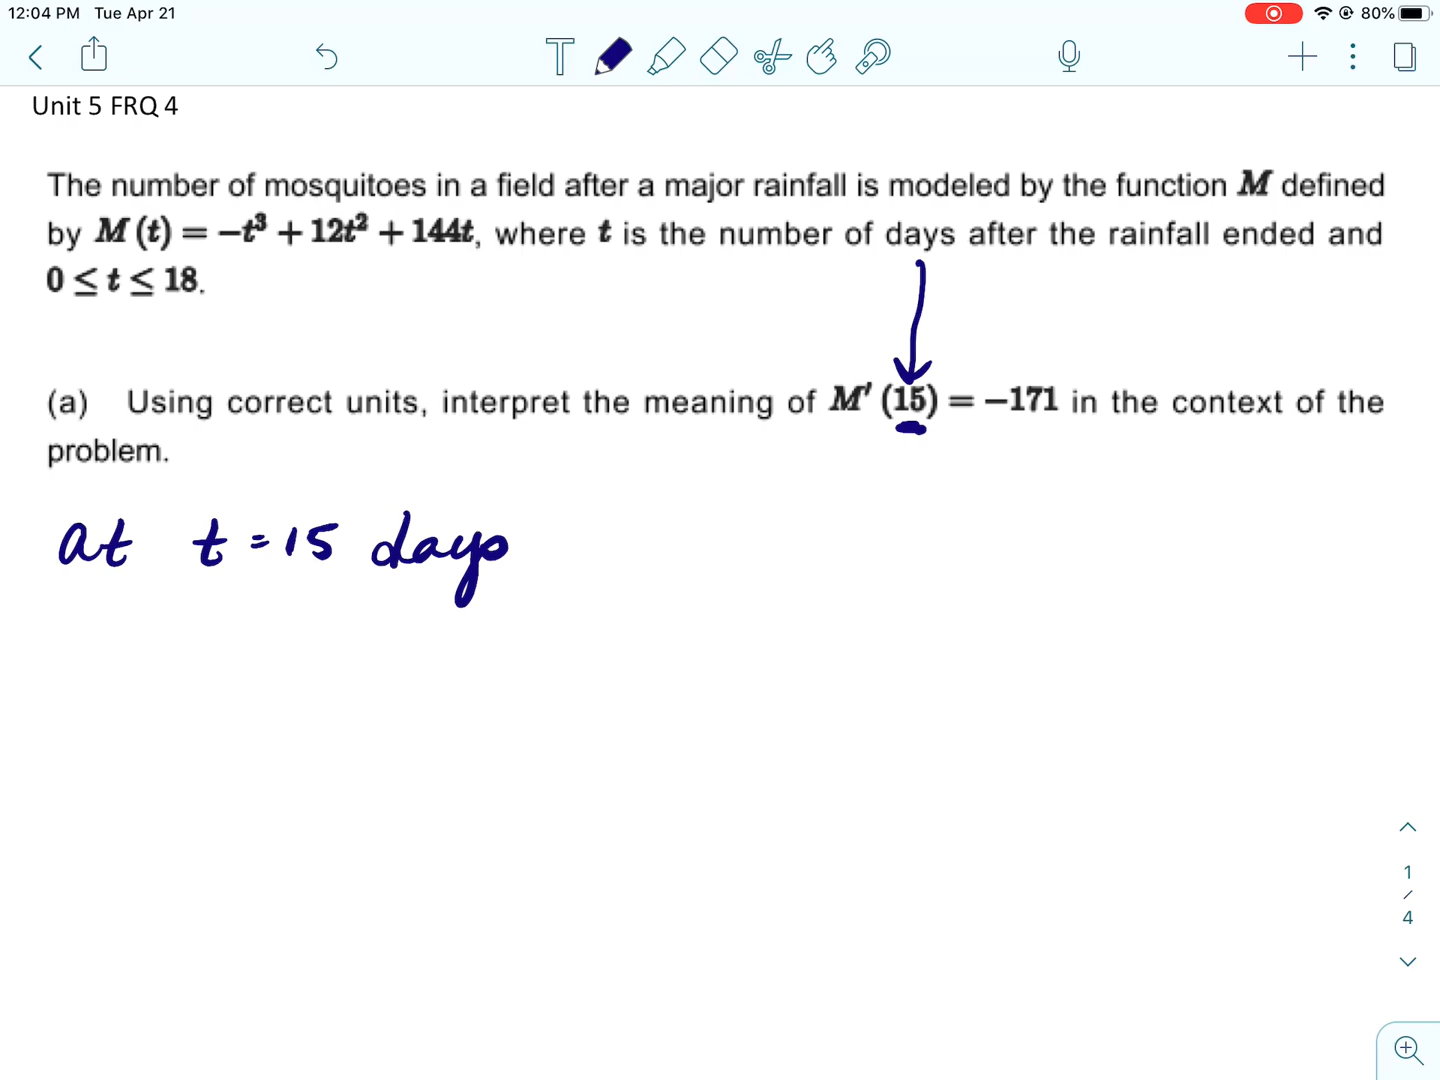 12:04 PM Tue Apr 21
80%
T
Unit 5 FRQ 4
The number of mosquitoes in a field after a major rainfall is modeled by the function M defined
by M (t) = −t³ + 12t² + 144t, where t is the number of days after the rainfall ended and
0 ≤ t ≤ 18.
(a) Using correct units, interpret the meaning of M′ (15) = −171 in the context of the
problem.
at t = 15 days
1
/
4